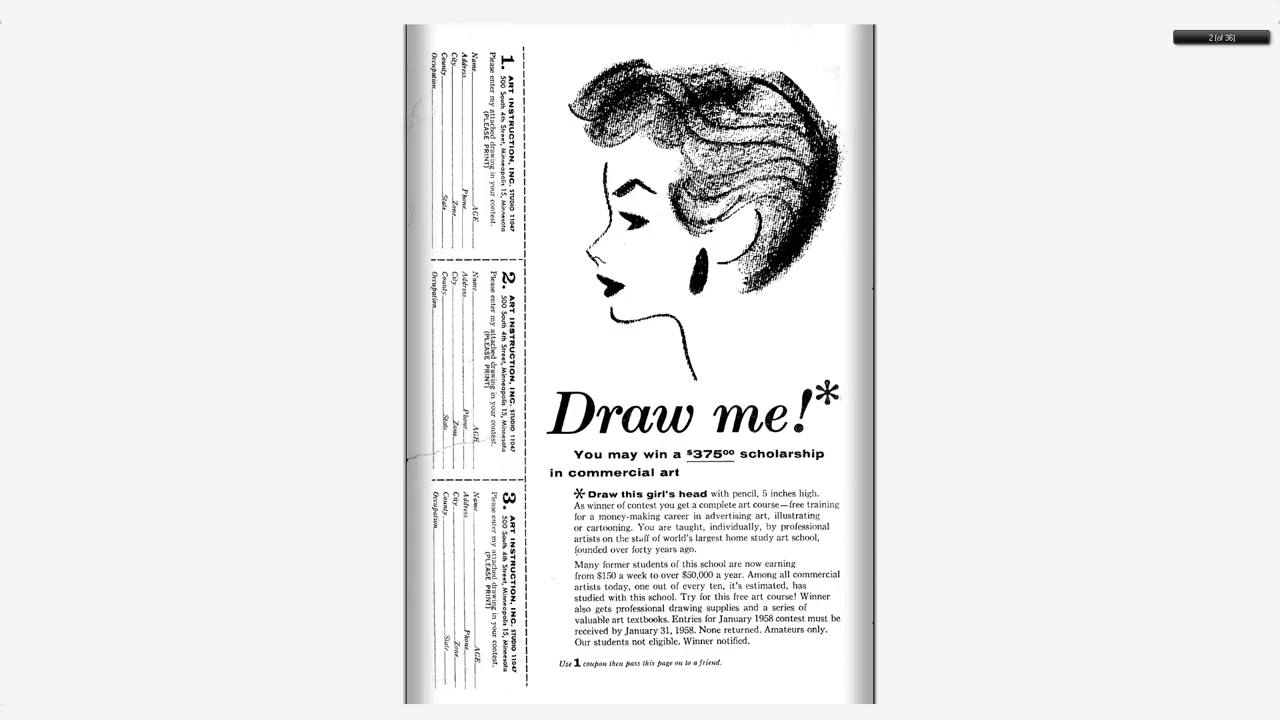 2 (of 36)
1. ART INSTRUCTION, INC. STUDIO 11047
500 South 4th Street, Minneapolis 15, Minnesota
Please enter my attached drawing in your contest.
(PLEASE PRINT)
Name AGE
Address Phone
City Zone
County State
Occupation
2. ART INSTRUCTION, INC. STUDIO 11047
500 South 4th Street, Minneapolis 15, Minnesota
Please enter my attached drawing in your contest.
(PLEASE PRINT)
Name AGE
Address Phone
City Zone
County State
Occupation
3. ART INSTRUCTION, INC. STUDIO 11047
500 South 4th Street, Minneapolis 15, Minnesota
Please enter my attached drawing in your contest.
(PLEASE PRINT)
Name AGE
Address Phone
City Zone
County State
Occupation
Draw me!*
You may win a $375⁰⁰ scholarship
in commercial art
* Draw this girl's head with pencil, 5 inches high.
As winner of contest you get a complete art course—free training
for a money-making career in advertising art, illustrating
or cartooning. You are taught, individually, by professional
artists on the staff of world's largest home study art school,
founded over forty years ago.
Many former students of this school are now earning
from $150 a week to over $50,000 a year. Among all commercial
artists today, one out of every ten, it's estimated, has
studied with this school. Try for this free art course! Winner
also gets professional drawing supplies and a series of
valuable art textbooks. Entries for January 1958 contest must be
received by January 31, 1958. None returned. Amateurs only.
Our students not eligible. Winner notified.
Use 1 coupon then pass this page on to a friend.